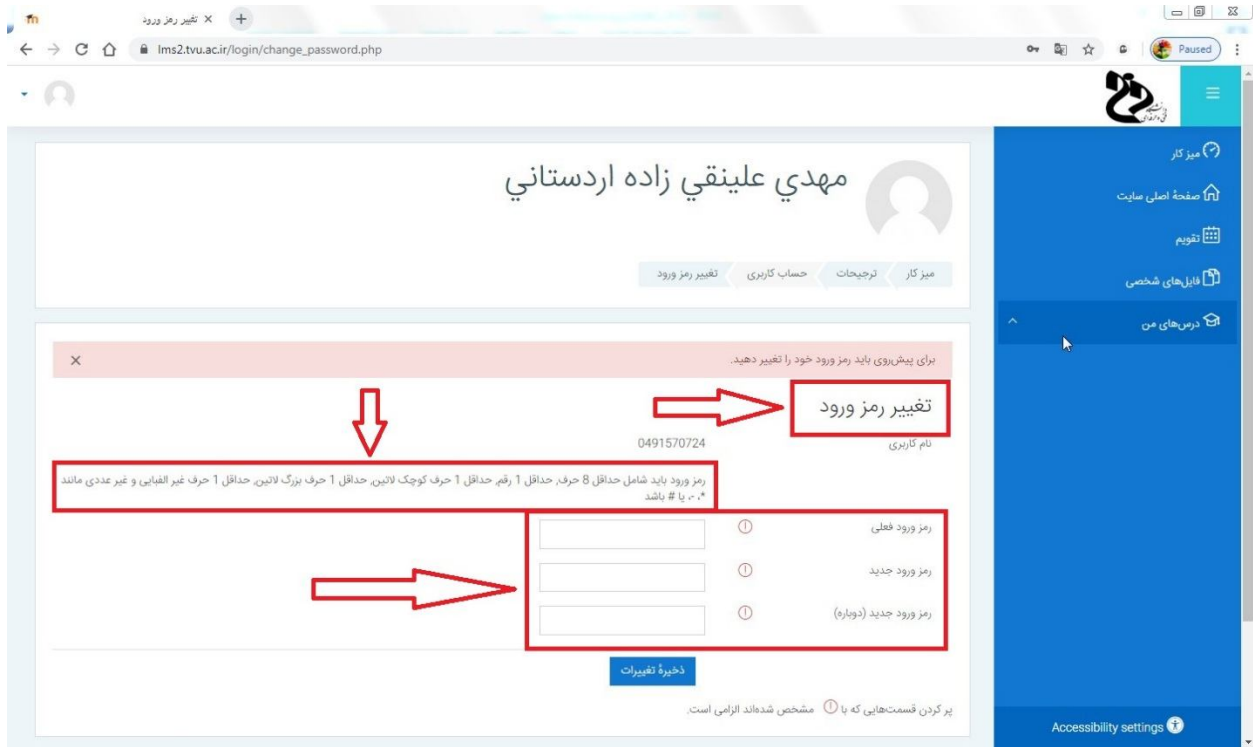 تغییر رمز ورود
lms2.tvu.ac.ir/login/change_password.php
Paused
میز کار
صفحهٔ اصلی سایت
تقویم
فایل‌های شخصی
درس‌های من
مهدي علينقي زاده اردستاني
میز کار ترجیحات حساب کاربری تغییر رمز ورود
برای پیش‌روی باید رمز ورود خود را تغییر دهید.
تغییر رمز ورود
نام کاربری 0491570724
رمز ورود باید شامل حداقل 8 حرف, حداقل 1 رقم, حداقل 1 حرف کوچک لاتین, حداقل 1 حرف بزرگ لاتین, حداقل 1 حرف غیر الفبایی و غیر عددی مانند
*، -، یا # باشد
رمز ورود فعلی
رمز ورود جدید
رمز ورود جدید (دوباره)
ذخیرهٔ تغییرات
پر کردن قسمت‌هایی که با مشخص شده‌اند الزامی است.
Accessibility settings